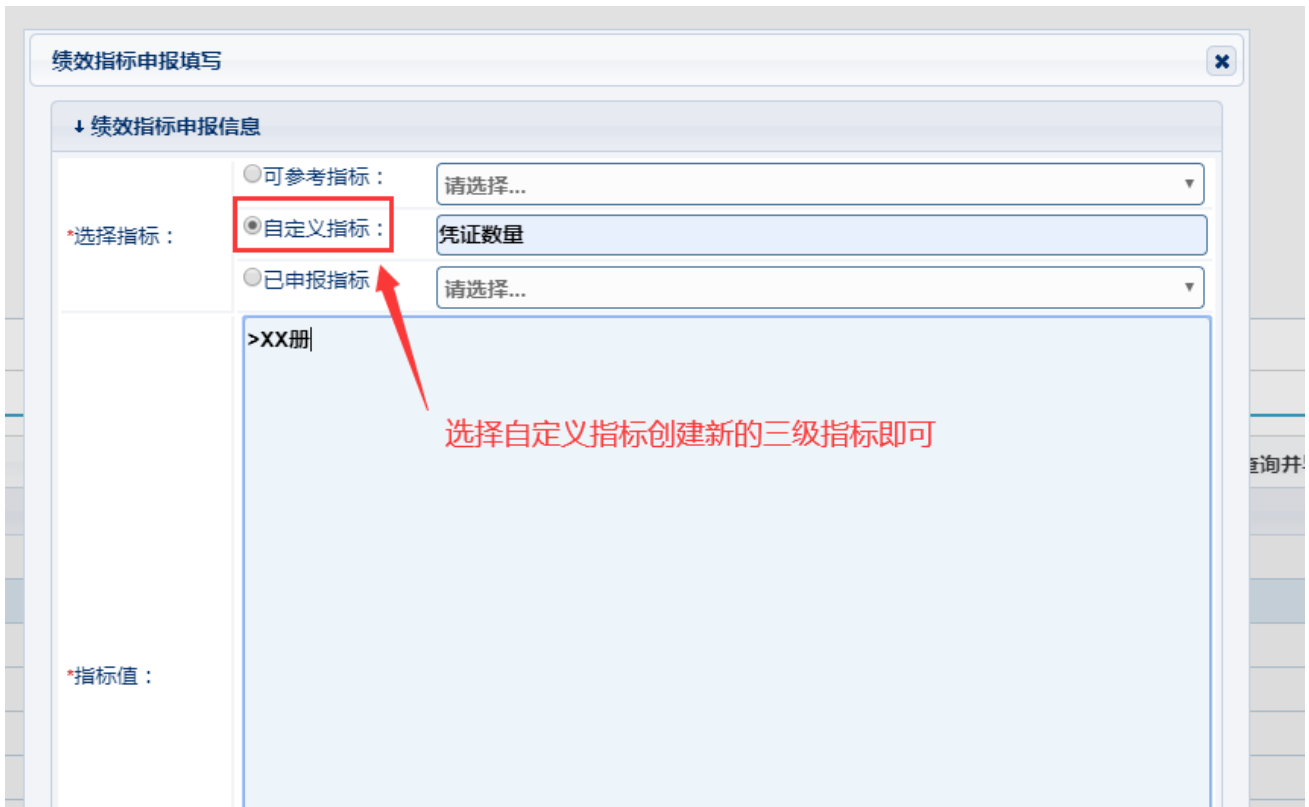 绩效指标申报填写
绩效指标申报信息
可参考指标：
请选择...
*选择指标：
自定义指标：
凭证数量
已申报指标
请选择...
>XX册
选择自定义指标创建新的三级指标即可
查询并
*指标值：